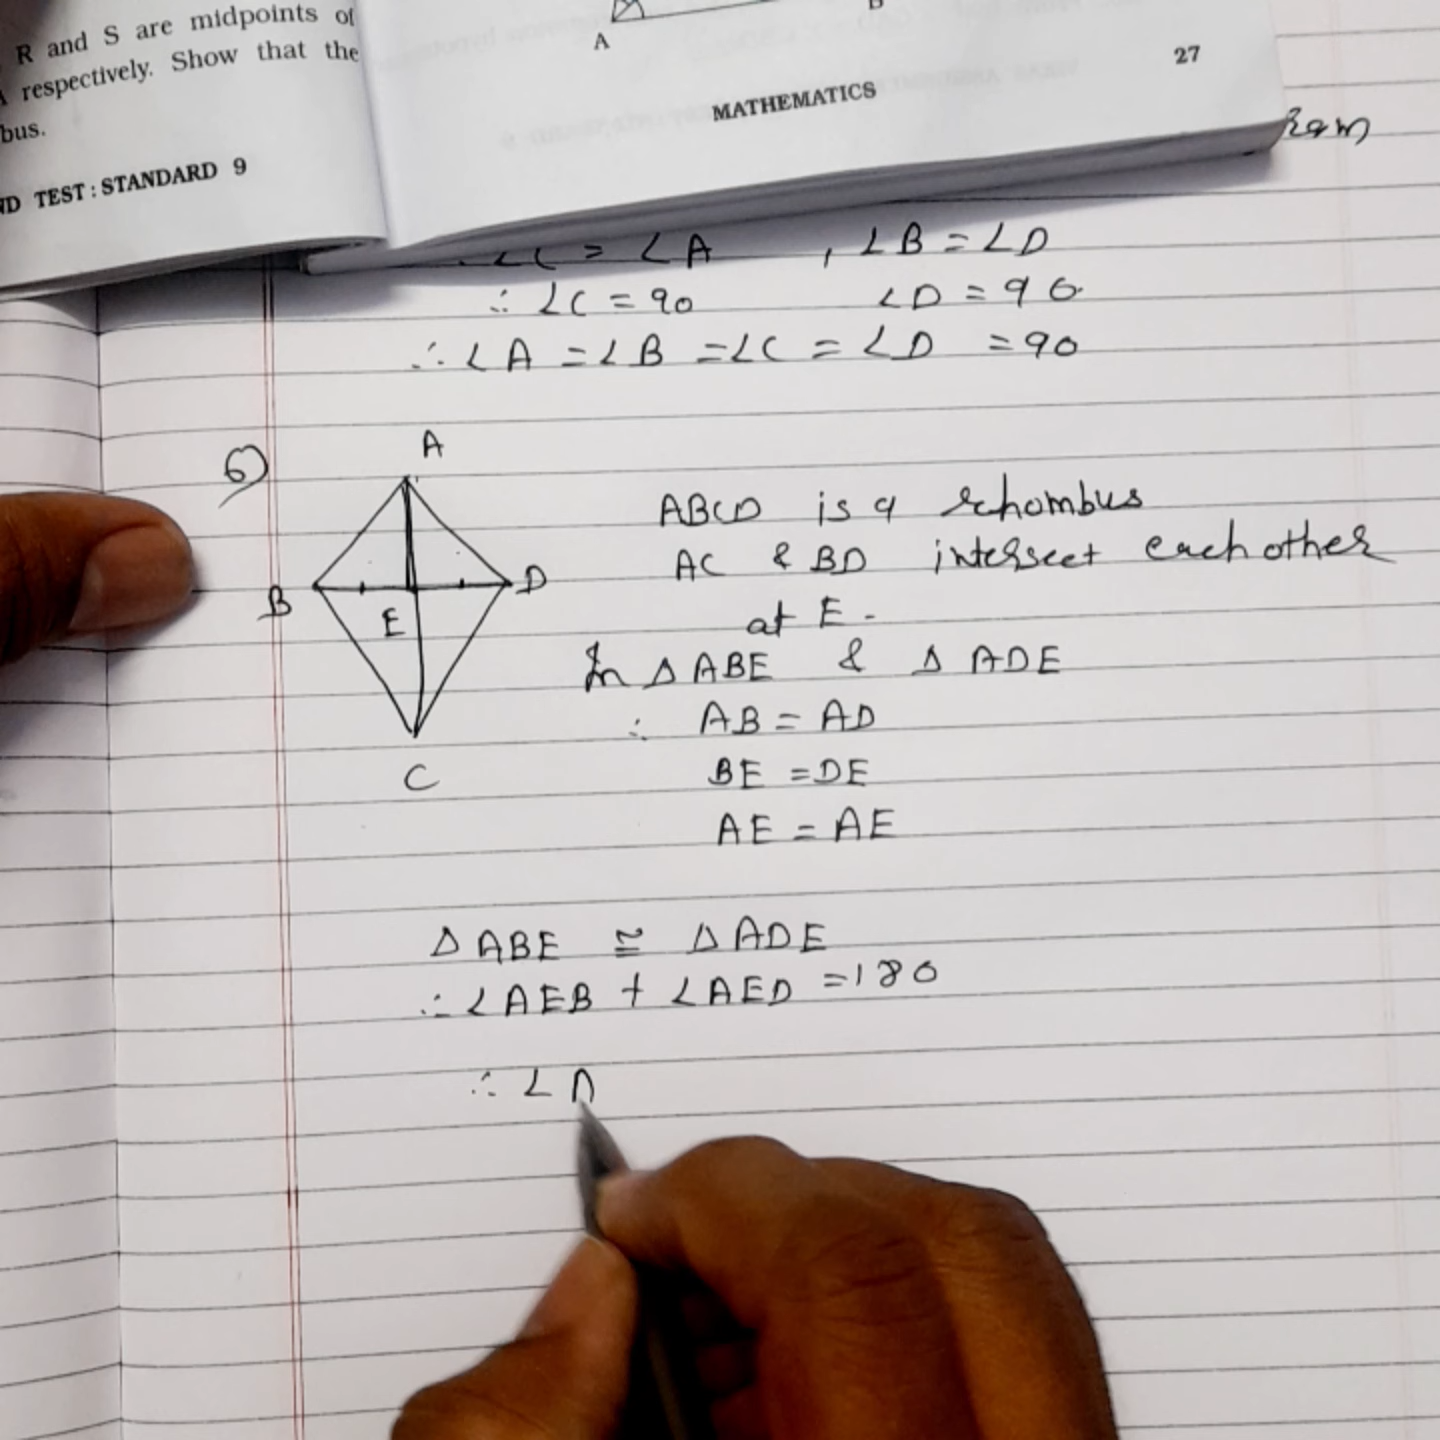 R and S are midpoints of
respectively. Show that the
bus.
TEST : STANDARD 9
A
27
MATHEMATICS
ram
∠C = ∠A , ∠B = ∠D
∴ ∠C = 90 ∠D = 90
∴ ∠A = ∠B = ∠C = ∠D = 90
6)
A
B
D
E
C
ABCD is a rhombus
AC & BD intersect each other
at E.
In Δ ABE & Δ ADE
∴ AB = AD
BE = DE
AE = AE
Δ ABE ≅ Δ ADE
∴ ∠AEB + ∠AED = 180
∴ ∠A